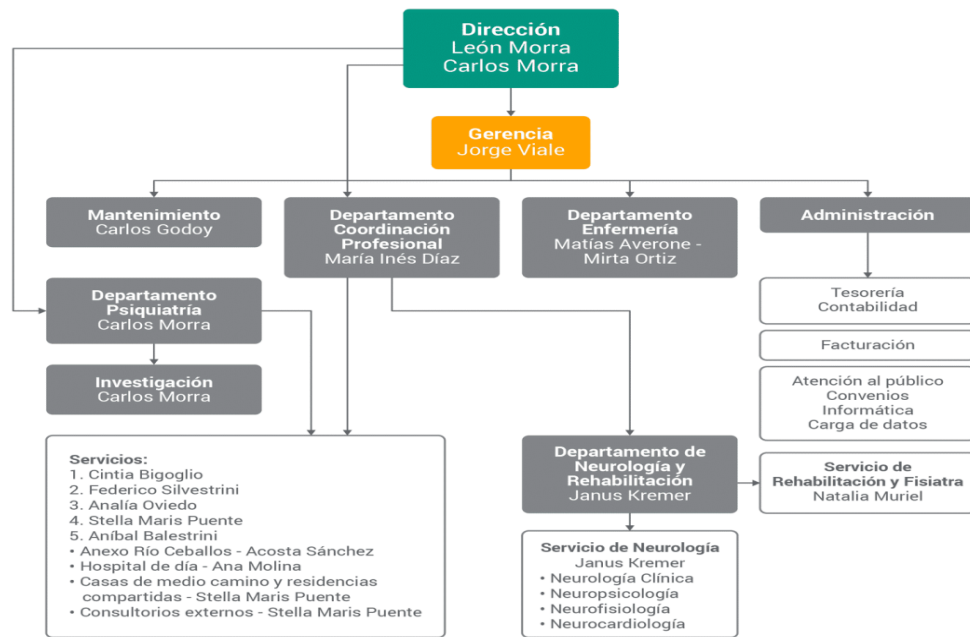 Dirección
León Morra
Carlos Morra
Gerencia
Jorge Viale
Mantenimiento
Carlos Godoy
Departamento
Coordinación
Profesional
María Inés Díaz
Departamento
Enfermería
Matías Averone -
Mirta Ortiz
Administración
Departamento
Psiquiatría
Carlos Morra
Tesorería
Contabilidad
Facturación
Investigación
Carlos Morra
Atención al público
Convenios
Informática
Carga de datos
Servicios:
1. Cintia Bigoglio
2. Federico Silvestrini
3. Analía Oviedo
4. Stella Maris Puente
5. Aníbal Balestrini
• Anexo Río Ceballos - Acosta Sánchez
• Hospital de día - Ana Molina
• Casas de medio camino y residencias
compartidas - Stella Maris Puente
• Consultorios externos - Stella Maris Puente
Departamento de
Neurología y
Rehabilitación
Janus Kremer
Servicio de
Rehabilitación y Fisiatra
Natalia Muriel
Servicio de Neurología
Janus Kremer
• Neurología Clínica
• Neuropsicología
• Neurofisiología
• Neurocardiología